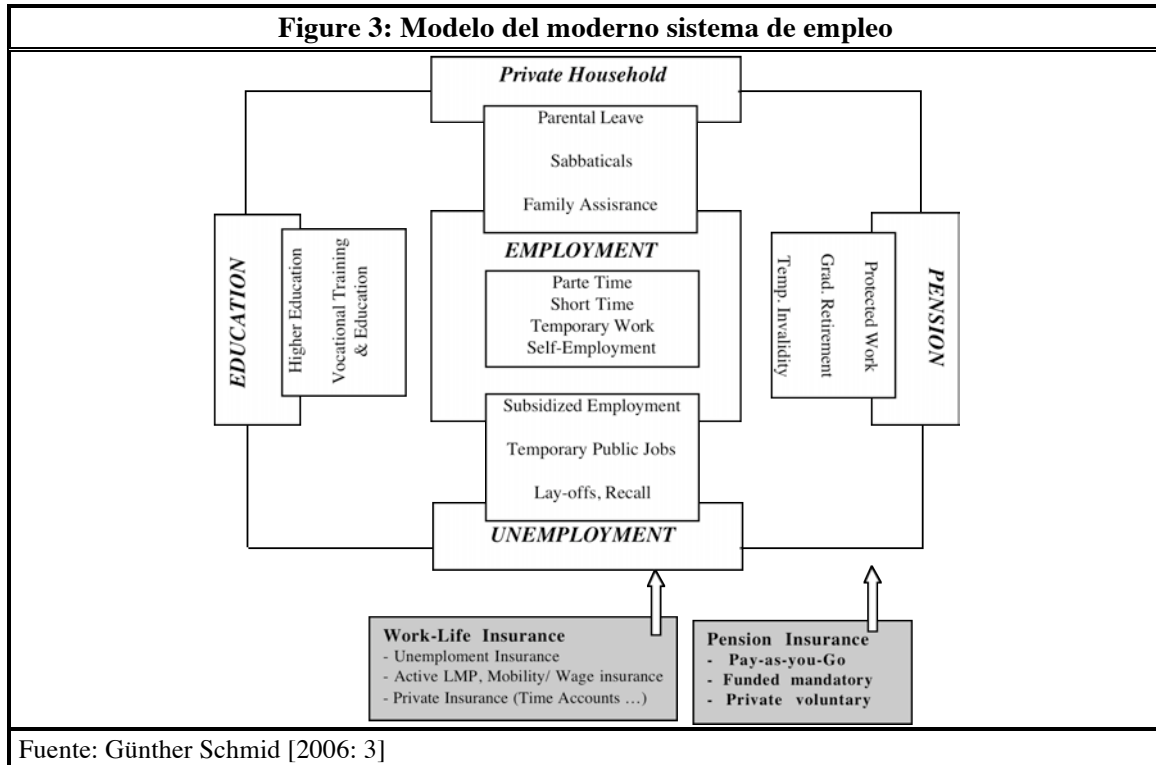 Figure 3: Modelo del moderno sistema de empleo
Private Household
Parental Leave
Sabbaticals
Family Assisrance
EDUCATION
Higher Education
Vocational Training
& Education
EMPLOYMENT
Parte Time
Short Time
Temporary Work
Self-Employment
Protected Work
Grad. Retirement
Temp. Invalidity
PENSION
Subsidized Employment
Temporary Public Jobs
Lay-offs, Recall
UNEMPLOYMENT
Work-Life Insurance
- Unemploment Insurance
- Active LMP, Mobility/ Wage insurance
- Private Insurance (Time Accounts …)
Pension Insurance
- Pay-as-you-Go
- Funded mandatory
- Private voluntary
Fuente: Günther Schmid [2006: 3]